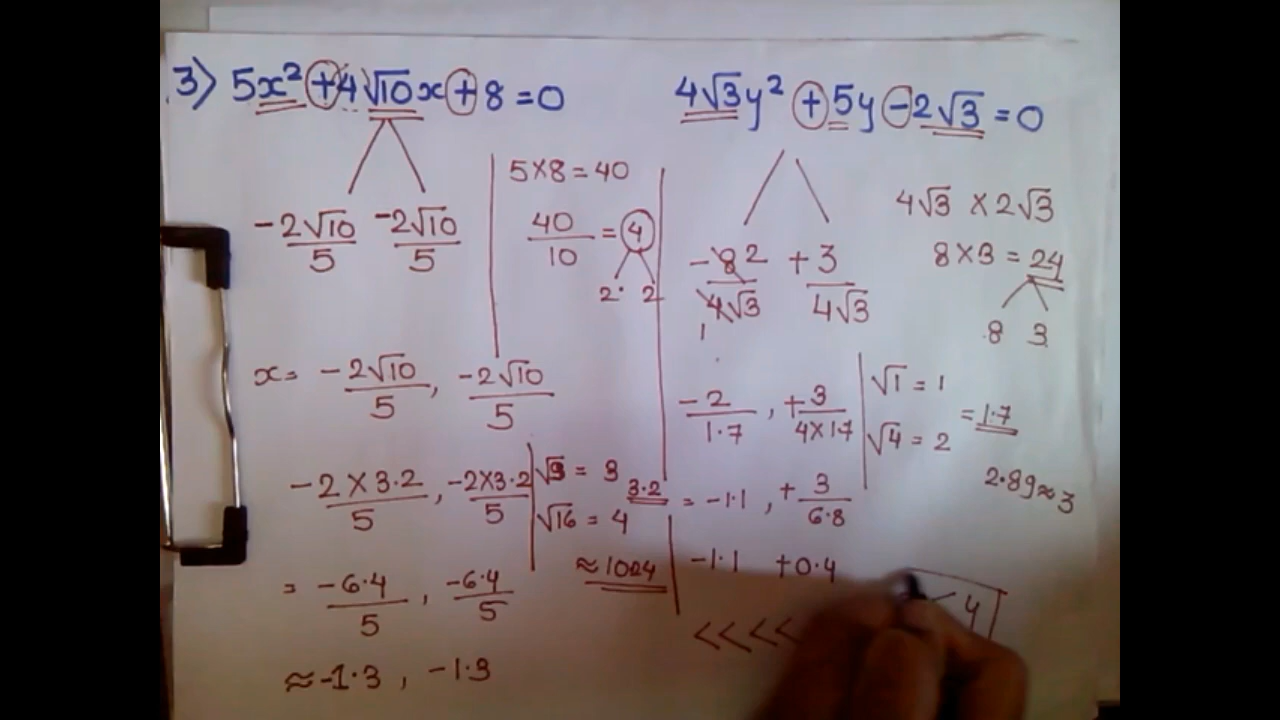 3) 5x² + 4√10x + 8 = 0
-2√10/5 -2√10/5
5×8 = 40
40/10 = 4
2 2
x = -2√10/5, -2√10/5
-2×3.2/5, -2×3.2/5
√9 = 3
3.2
√16 = 4
≈1024
= -6.4/5, -6.4/5
≈ -1.3, -1.3
4√3y² + 5y - 2√3 = 0
4√3 × 2√3
8×3 = 24
8 3
-8 2/4√3 1 +3/4√3
-2/1.7, +3/4×1.7
√1 = 1
= 1.7
√4 = 2
2.89≈3
= -1.1, +3/6.8
-1.1 +0.4
<<<<
y